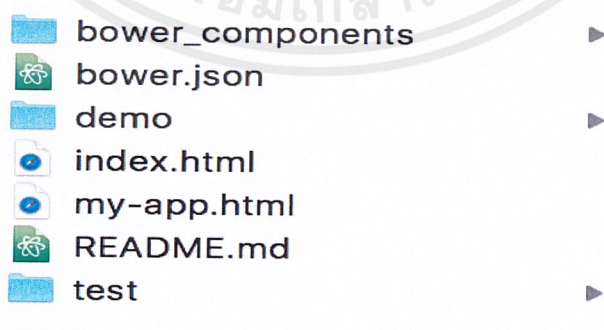 bower_components
bower.json
demo
index.html
my-app.html
README.md
test